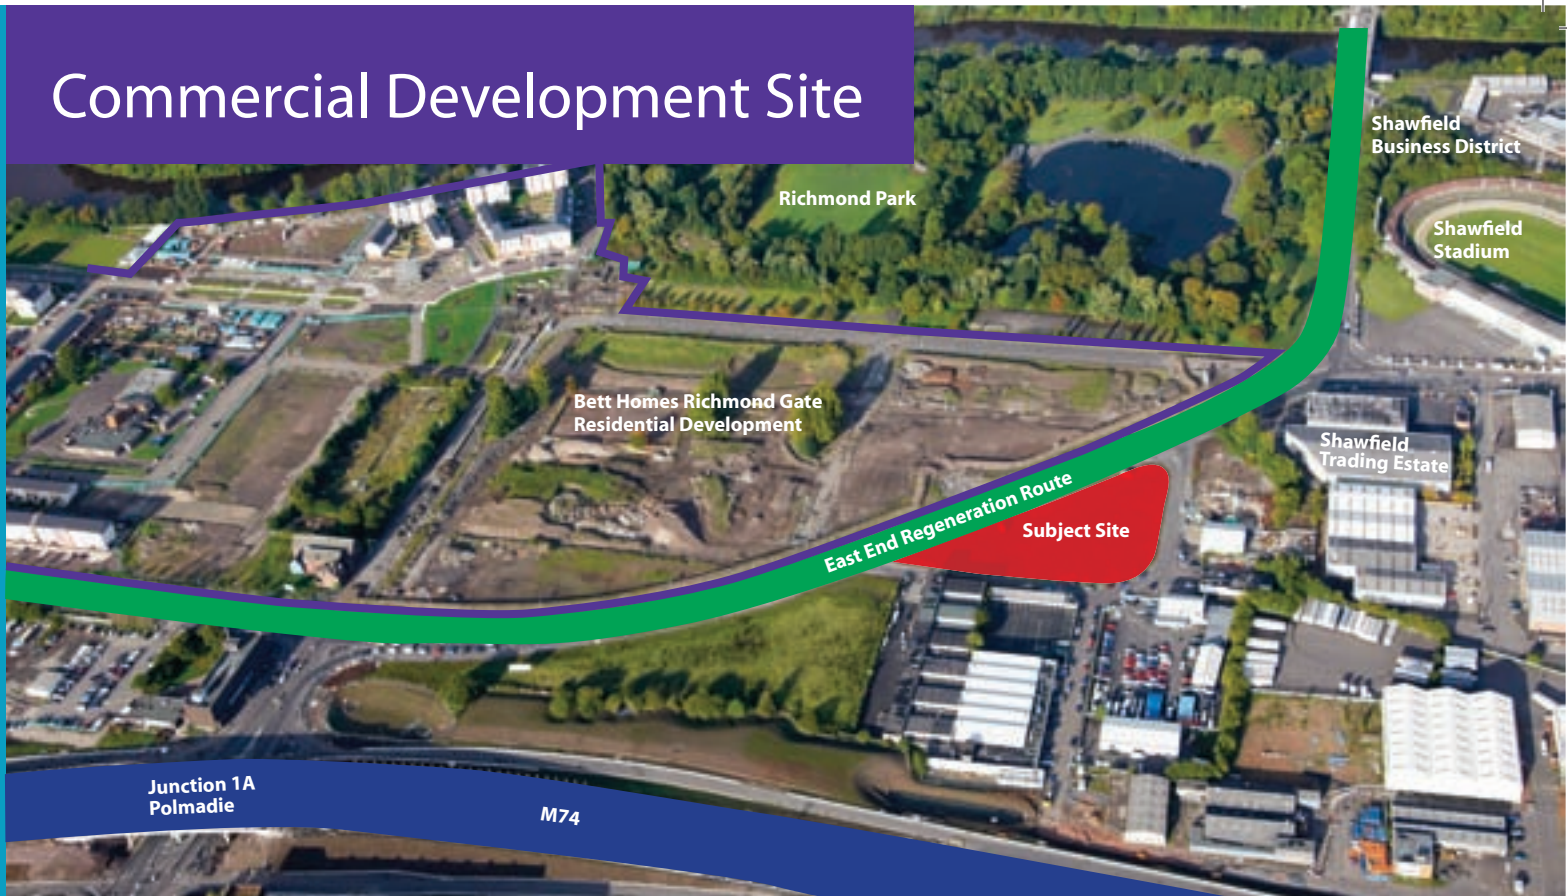 Commercial Development Site
Shawfield
Business District
Richmond Park
Shawfield
Stadium
Bett Homes Richmond Gate
Residential Development
Shawfield
Trading Estate
East End Regeneration Route
Subject Site
Junction 1A
Polmadie
M74